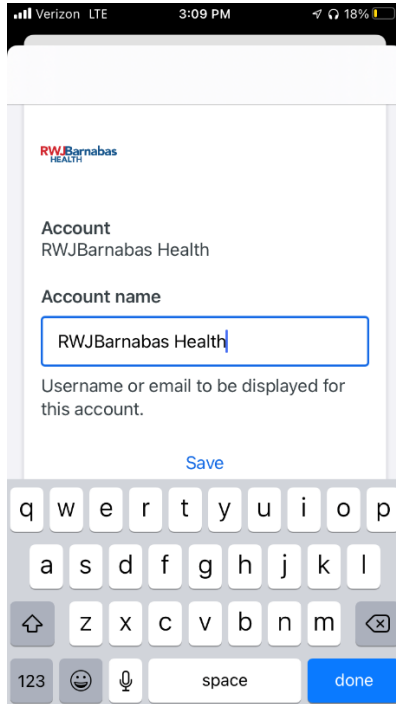 Verizon LTE 3:09 PM 18%
RWJBarnabas
HEALTH
Account
RWJBarnabas Health
Account name
RWJBarnabas Health
Username or email to be displayed for
this account.
Save
q w e r t y u i o p
a s d f g h j k l
z x c v b n m
123 space done